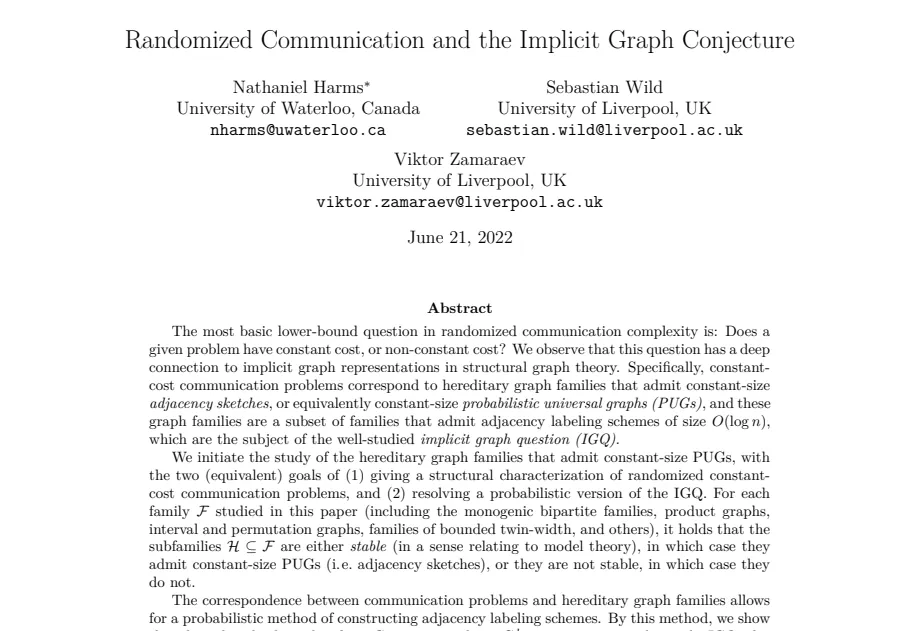 Randomized Communication and the Implicit Graph Conjecture
Nathaniel Harms* Sebastian Wild
University of Waterloo, Canada University of Liverpool, UK
nharms@uwaterloo.ca sebastian.wild@liverpool.ac.uk
Viktor Zamaraev
University of Liverpool, UK
viktor.zamaraev@liverpool.ac.uk
June 21, 2022
Abstract
The most basic lower-bound question in randomized communication complexity is: Does a
given problem have constant cost, or non-constant cost? We observe that this question has a deep
connection to implicit graph representations in structural graph theory. Specifically, constant-
cost communication problems correspond to hereditary graph families that admit constant-size
adjacency sketches, or equivalently constant-size probabilistic universal graphs (PUGs), and these
graph families are a subset of families that admit adjacency labeling schemes of size O(log n),
which are the subject of the well-studied implicit graph question (IGQ).
We initiate the study of the hereditary graph families that admit constant-size PUGs, with
the two (equivalent) goals of (1) giving a structural characterization of randomized constant-
cost communication problems, and (2) resolving a probabilistic version of the IGQ. For each
family F studied in this paper (including the monogenic bipartite families, product graphs,
interval and permutation graphs, families of bounded twin-width, and others), it holds that the
subfamilies H ⊆ F are either stable (in a sense relating to model theory), in which case they
admit constant-size PUGs (i.e. adjacency sketches), or they are not stable, in which case they
do not.
The correspondence between communication problems and hereditary graph families allows
for a probabilistic method of constructing adjacency labeling schemes. By this method, we show